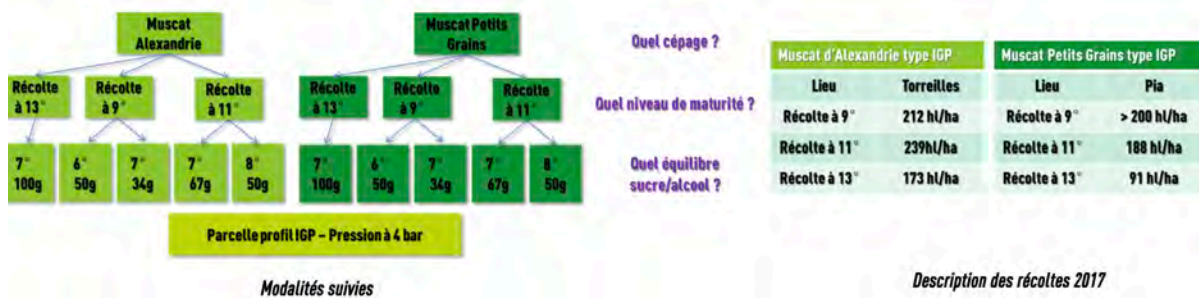 Muscat
Alexandrie
Muscat Petits
Grains
Quel cépage ?
Récolte
à 13°
Récolte
à 9°
Récolte
à 11°
Récolte
à 13°
Récolte
à 9°
Récolte
à 11°
Quel niveau de maturité ?
7°
100g
6°
50g
7°
34g
7°
67g
8°
50g
7°
100g
6°
50g
7°
34g
7°
67g
8°
50g
Quel équilibre
sucre/alcool ?
Parcelle profil IGP – Pression à 4 bar
Modalités suivies
Muscat d'Alexandrie type IGP
Lieu Torreilles
Récolte à 9° 212 hl/ha
Récolte à 11° 239hl/ha
Récolte à 13° 173 hl/ha
Muscat Petits Grains type IGP
Lieu Pia
Récolte à 9° > 200 hl/ha
Récolte à 11° 188 hl/ha
Récolte à 13° 91 hl/ha
Description des récoltes 2017